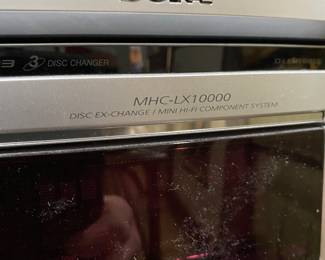 3 DISC CHANGER
MHC-LX10000
DISC EX-CHANGE / MINI HI-FI COMPONENT SYSTEM